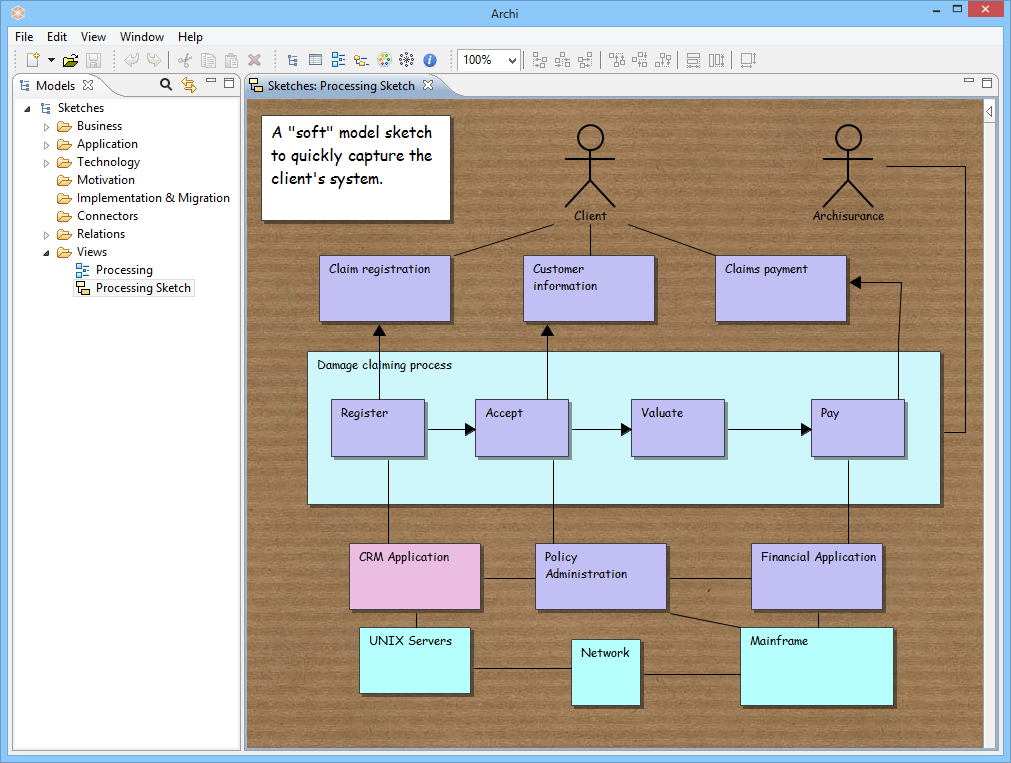 Archi
File Edit View Window Help
100%
Models
Sketches: Processing Sketch
Sketches
Business
Application
Technology
Motivation
Implementation & Migration
Connectors
Relations
Views
Processing
Processing Sketch
A "soft" model sketch
to quickly capture the
client's system.
Client
Archisurance
Claim registration
Customer
information
Claims payment
Damage claiming process
Register
Accept
Valuate
Pay
CRM Application
Policy
Administration
Financial Application
UNIX Servers
Network
Mainframe